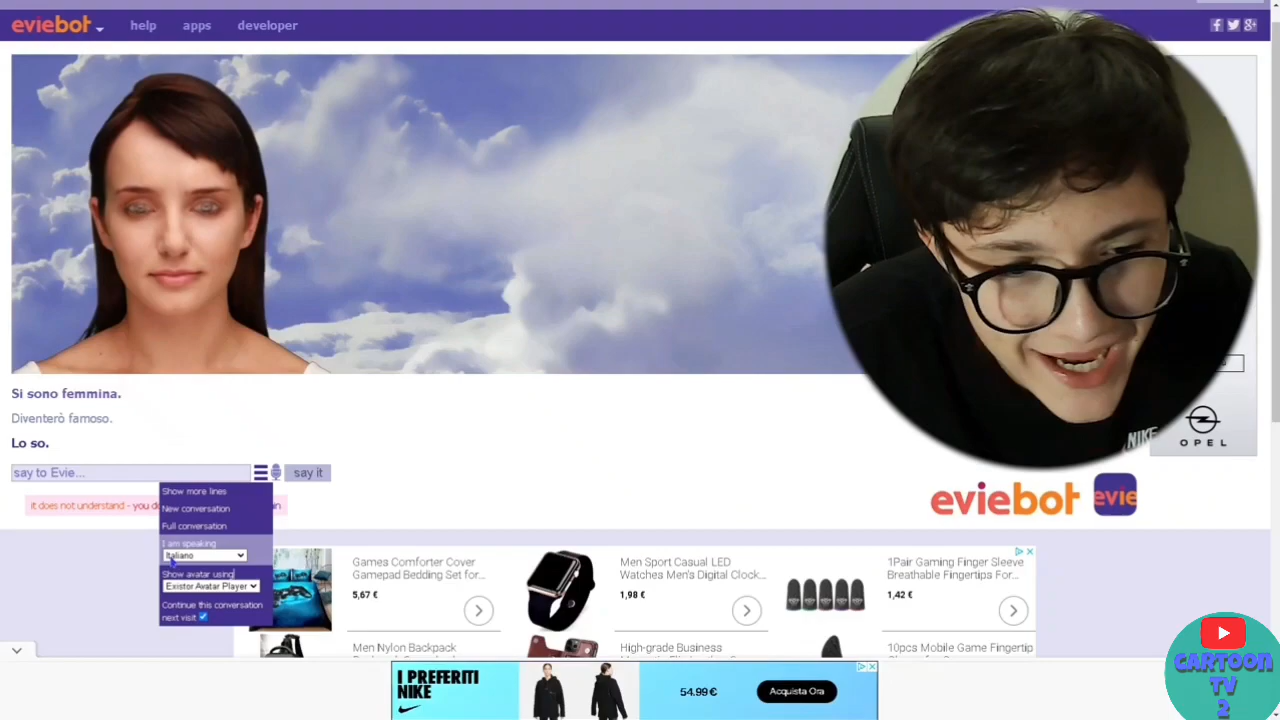 eviebot
help
apps
developer
Si sono femmina.
Diventerò famoso.
Lo so.
say to Evie...
say it
it does not understand - you
Show more lines
New conversation
Full conversation
I am speaking
Italiano
Show avatar using
Existor Avatar Player
Continue this conversation
next visit
NIKE
OPEL
eviebot
evie
Games Comforter Cover
Gamepad Bedding Set for...
5,67 €
Men Sport Casual LED
Watches Men's Digital Clock...
1,98 €
1Pair Gaming Finger Sleeve
Breathable Fingertips For...
1,42 €
Men Nylon Backpack
10pcs Mobile Game Fingertip
I PREFERITI
NIKE
54.99 €
Acquista Ora
CARTOON
TV
2